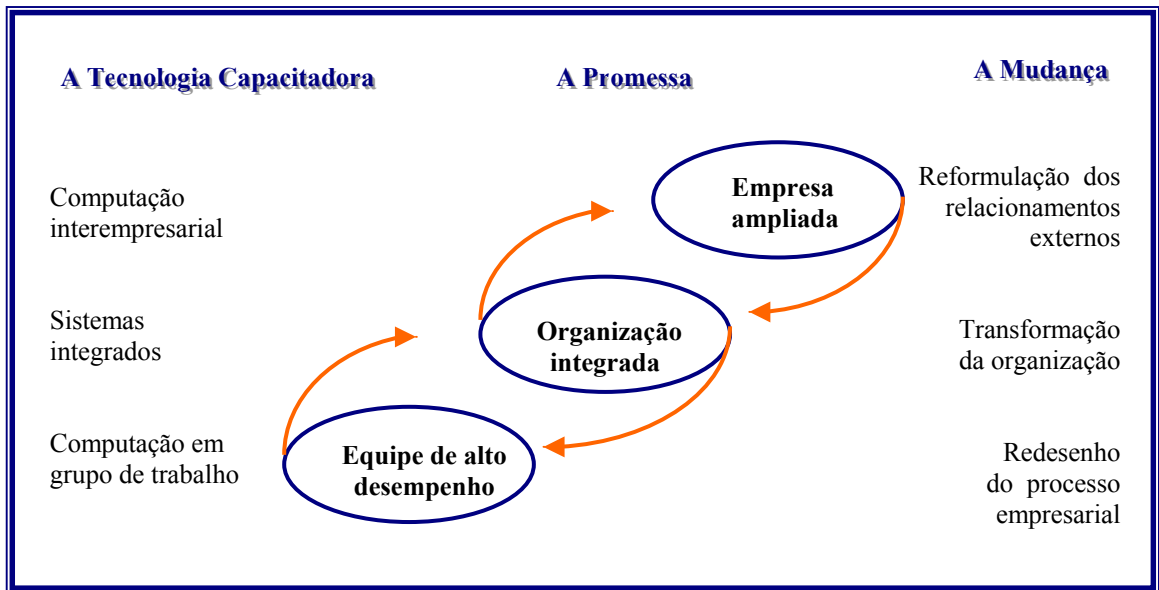 A Tecnologia Capacitadora
A Promessa
A Mudança
Computação
interempresarial
Empresa
ampliada
Reformulação dos
relacionamentos
externos
Sistemas
integrados
Organização
integrada
Transformação
da organização
Computação em
grupo de trabalho
Equipe de alto
desempenho
Redesenho
do processo
empresarial